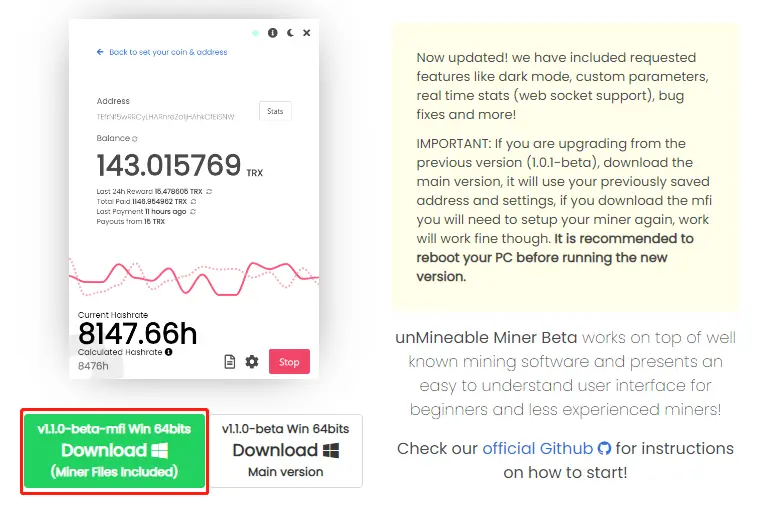 Back to set your coin & address
Address
Stats
Balance
143.015769 TRX
Last 24h Reward 15.478605 TRX
Total Paid 1146.954962 TRX
Last Payment 11 hours ago
Payouts from 15 TRX
Current Hashrate
8147.66h
Calculated Hashrate
8476h
Stop
v1.1.0-beta-mfi Win 64bits
Download
(Miner Files Included)
v1.1.0-beta Win 64bits
Download
Main version
Now updated! we have included requested
features like dark mode, custom parameters,
real time stats (web socket support), bug
fixes and more!
IMPORTANT: If you are upgrading from the
previous version (1.0.1-beta), download the
main version, it will use your previously saved
address and settings, if you download the mfi
you will need to setup your miner again, work
will work fine though. It is recommended to
reboot your PC before running the new
version.
unMineable Miner Beta works on top of well
known mining software and presents an
easy to understand user interface for
beginners and less experienced miners!
Check our official Github for instructions
on how to start!